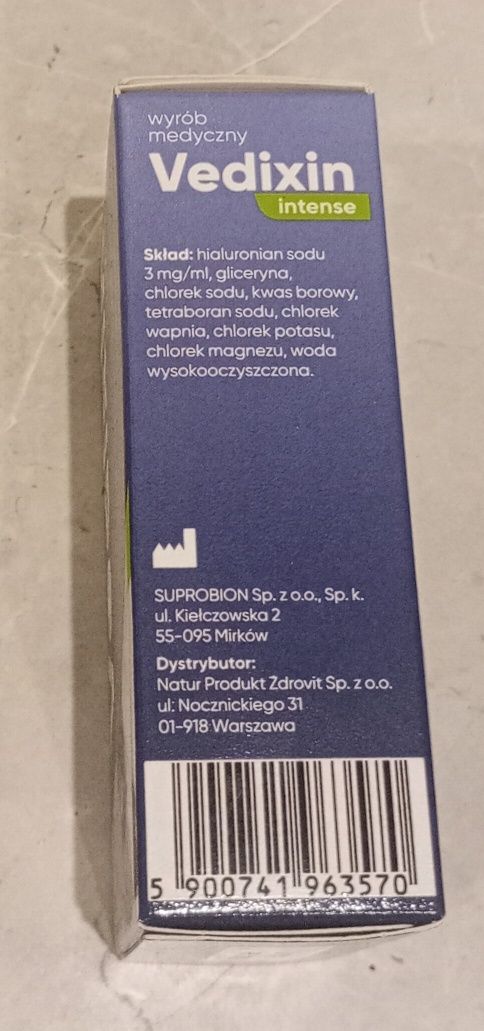 wyrób
medyczny
Vedixin
intense
Skład: hialuronian sodu
3 mg/ml, gliceryna,
chlorek sodu, kwas borowy,
tetraboran sodu, chlorek
wapnia, chlorek potasu,
chlorek magnezu, woda
wysokooczyszczona.
SUPROBION Sp. z o.o., Sp. k.
ul. Kiełczowska 2
55-095 Mirków
Dystrybutor:
Natur Produkt Zdrovit Sp. z o.o.
ul. Nocznickiego 31
01-918 Warszawa
5 900741 963570